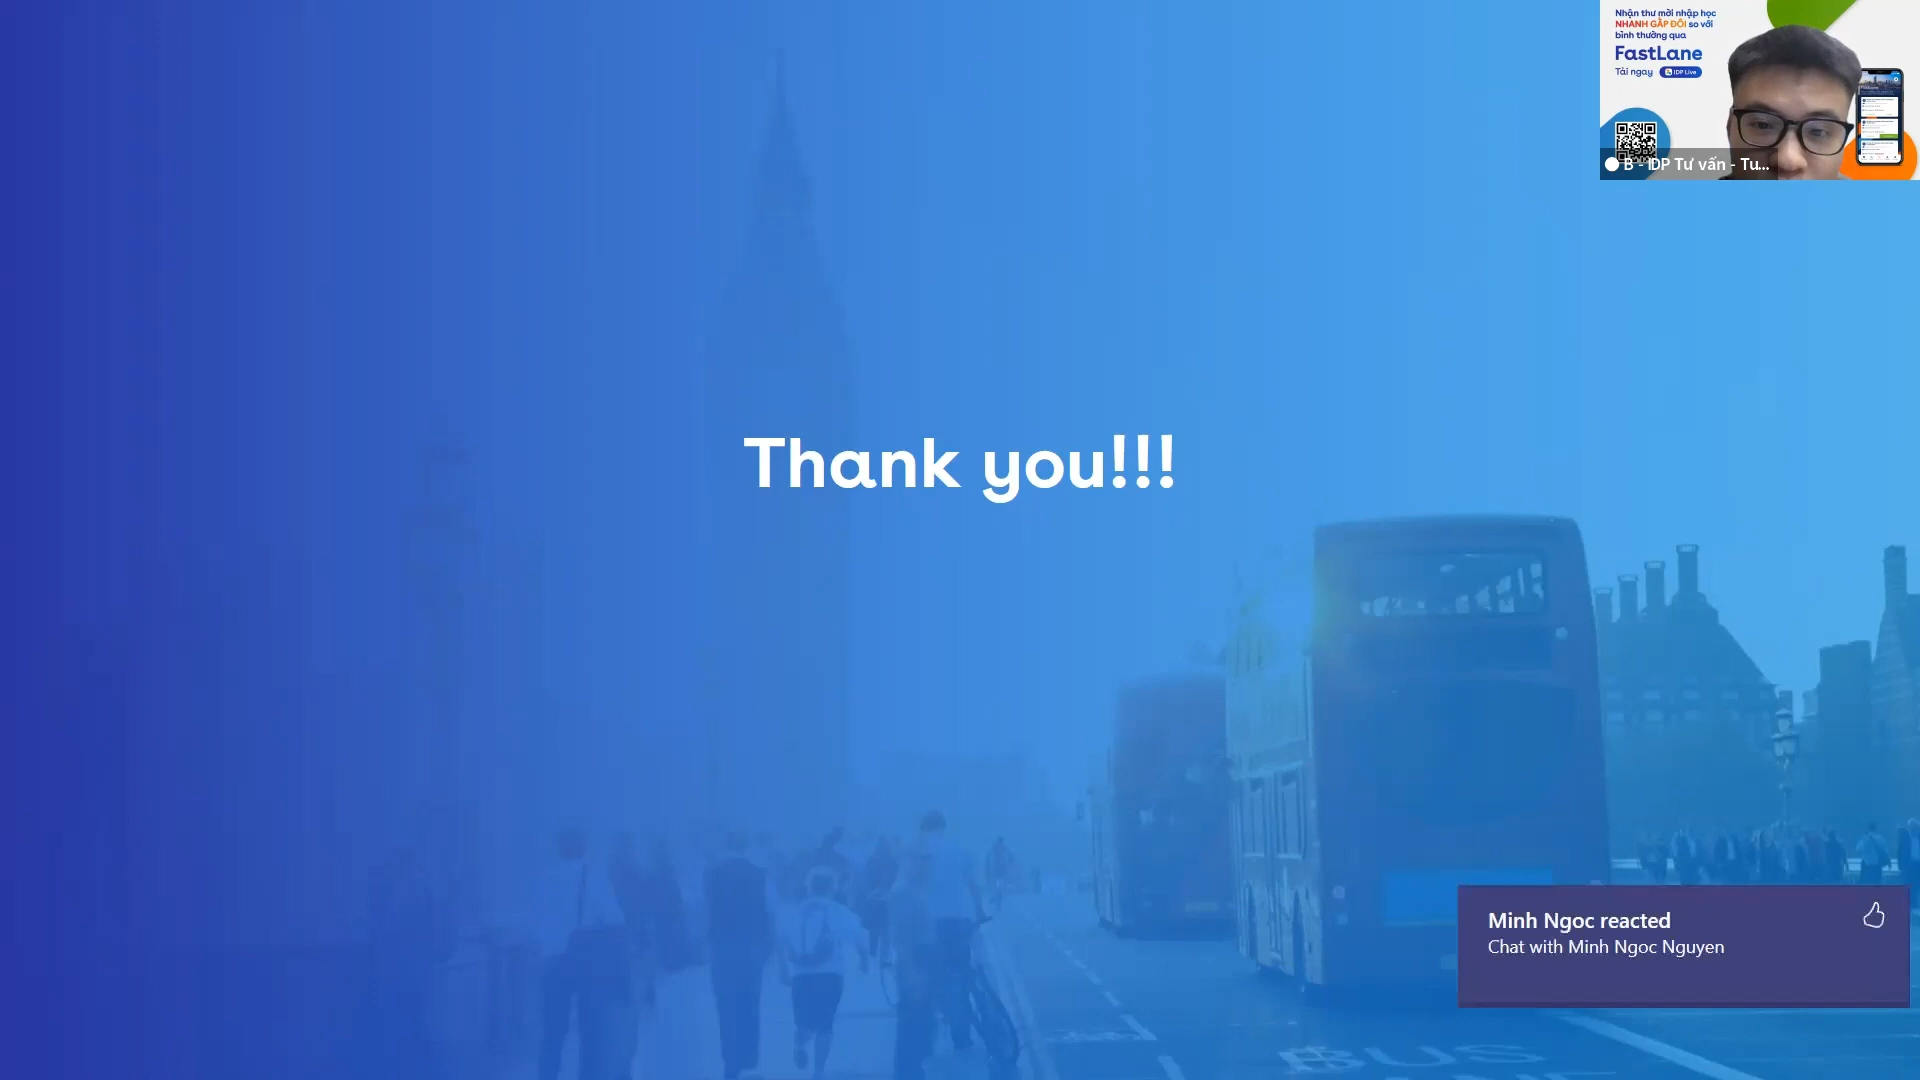 Nhận thư mời nhập học
NHANH GẤP ĐÔI so với
bình thường qua
FastLane
Tải ngay IDP Live
B - IDP Tư vấn - Tu...
Thank you!!!
Minh Ngoc reacted
Chat with Minh Ngoc Nguyen
BUS